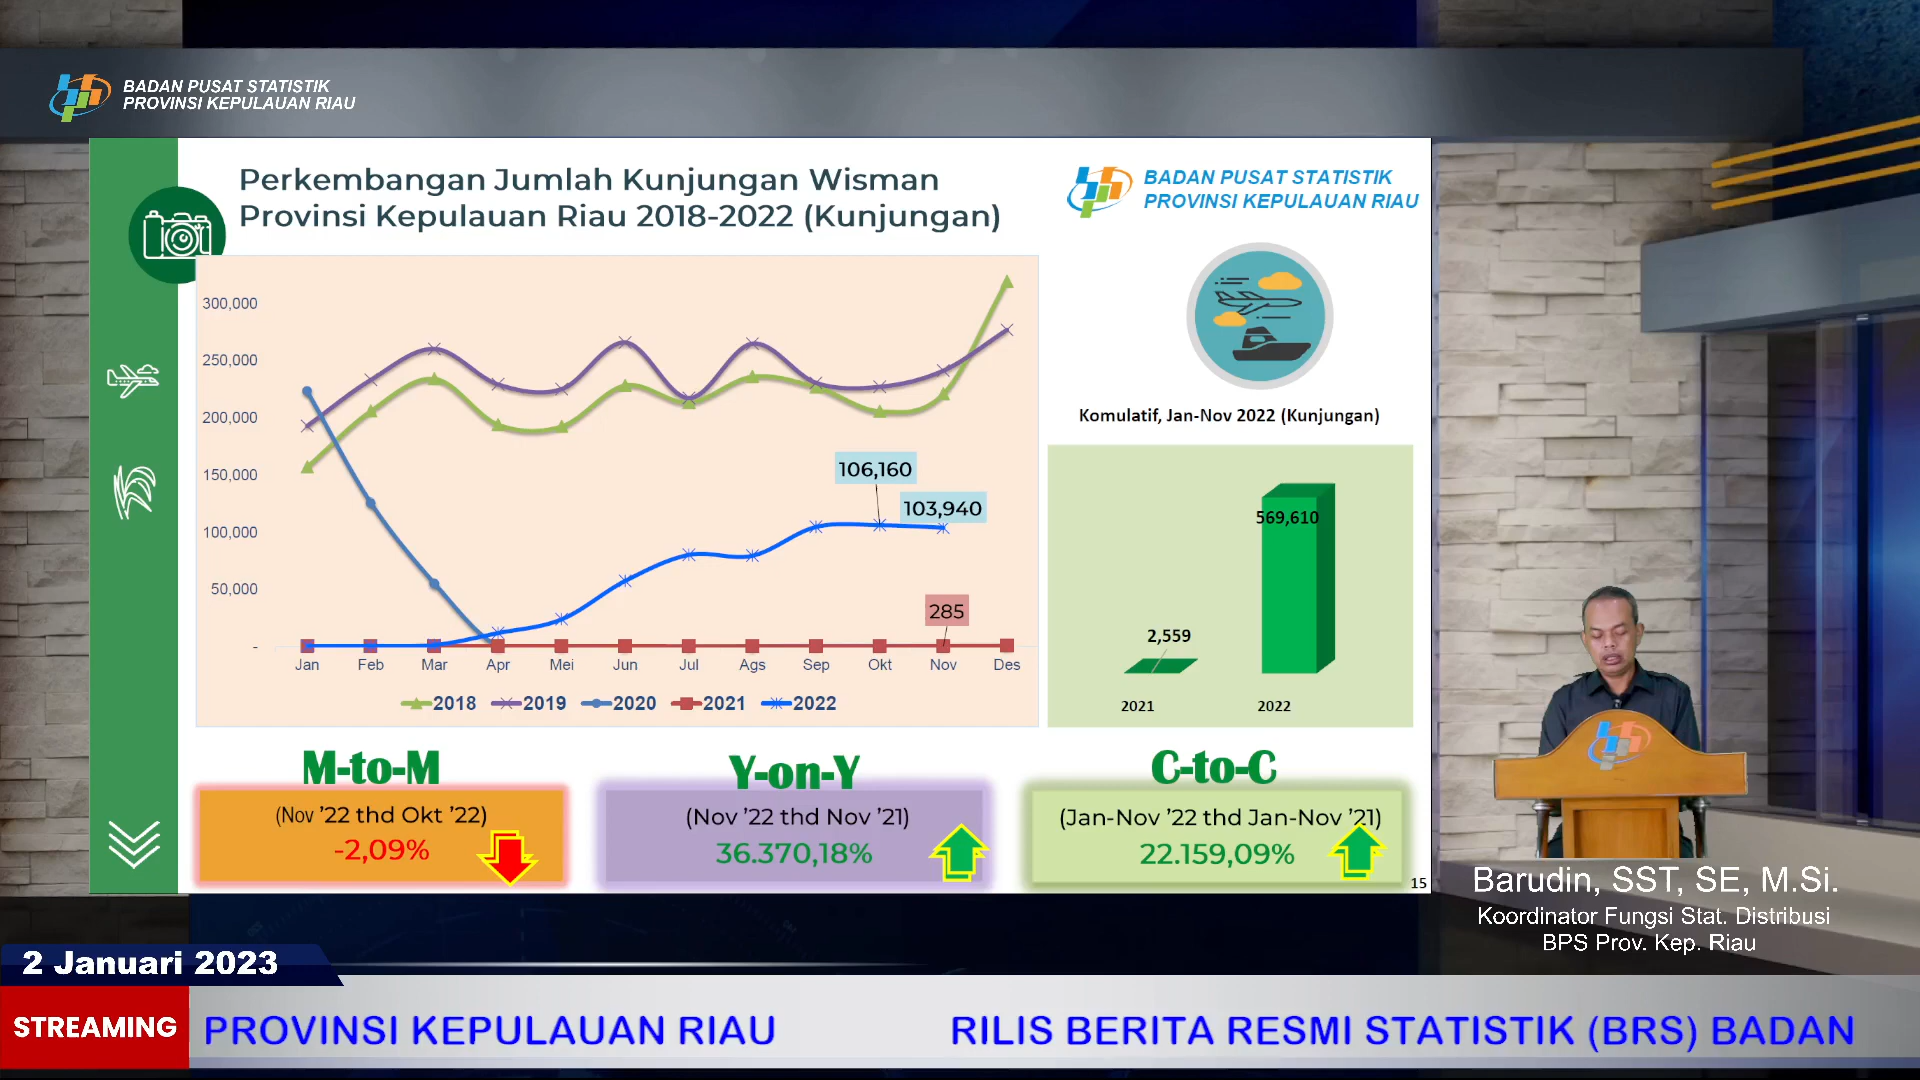 BADAN PUSAT STATISTIK
PROVINSI KEPULAUAN RIAU
Perkembangan Jumlah Kunjungan Wisman
Provinsi Kepulauan Riau 2018-2022 (Kunjungan)
BADAN PUSAT STATISTIK
PROVINSI KEPULAUAN RIAU
300,000
250,000
200,000
150,000
100,000
50,000
-
106,160
103,940
285
Jan Feb Mar Apr Mei Jun Jul Ags Sep Okt Nov Des
2018 2019 2020 2021 2022
Komulatif, Jan-Nov 2022 (Kunjungan)
569,610
2,559
2021 2022
M-to-M
(Nov ’22 thd Okt ’22)
-2,09%
Y-on-Y
(Nov ’22 thd Nov ’21)
36.370,18%
C-to-C
(Jan-Nov ’22 thd Jan-Nov ’21)
22.159,09%
15
Barudin, SST, SE, M.Si.
Koordinator Fungsi Stat. Distribusi
BPS Prov. Kep. Riau
2 Januari 2023
STREAMING
PROVINSI KEPULAUAN RIAU RILIS BERITA RESMI STATISTIK (BRS) BADAN